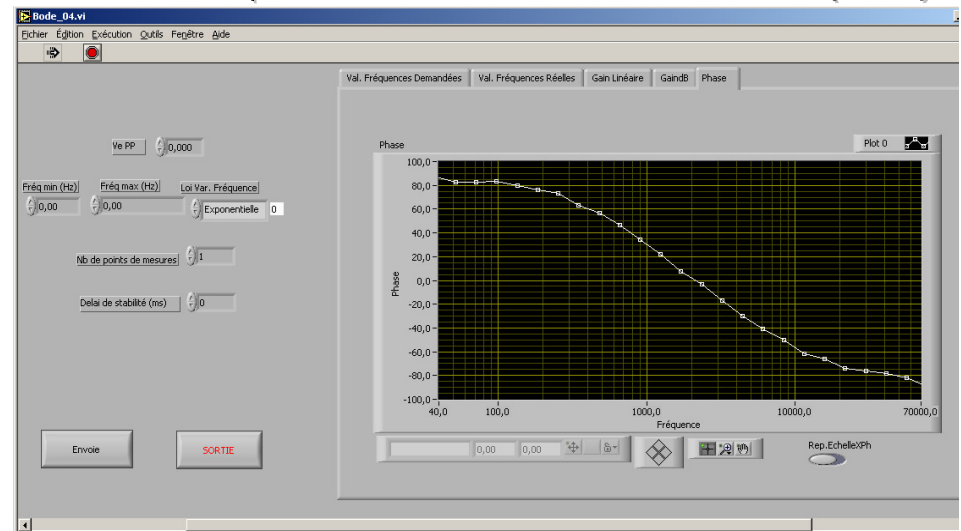 Bode_04.vi
Fichier Édition Exécution Outils Fenêtre Aide
Val. Fréquences Demandées Val. Fréquences Réelles Gain Linéaire GaindB Phase
Ve PP 0,000
Fréq min (Hz) Fréq max (Hz) Loi Var. Fréquence
0,00 0,00 Exponentielle 0
Nb de points de mesures 1
Delai de stabilité (ms) 0
Envoie SORTIE
Phase Plot 0
100,0
80,0
60,0
40,0
20,0
0,0
-20,0
-40,0
-60,0
-80,0
-100,0
Phase
40,0 100,0 1000,0 10000,0 70000,0
Fréquence
0,00 0,00
Rep.EchelleXPh